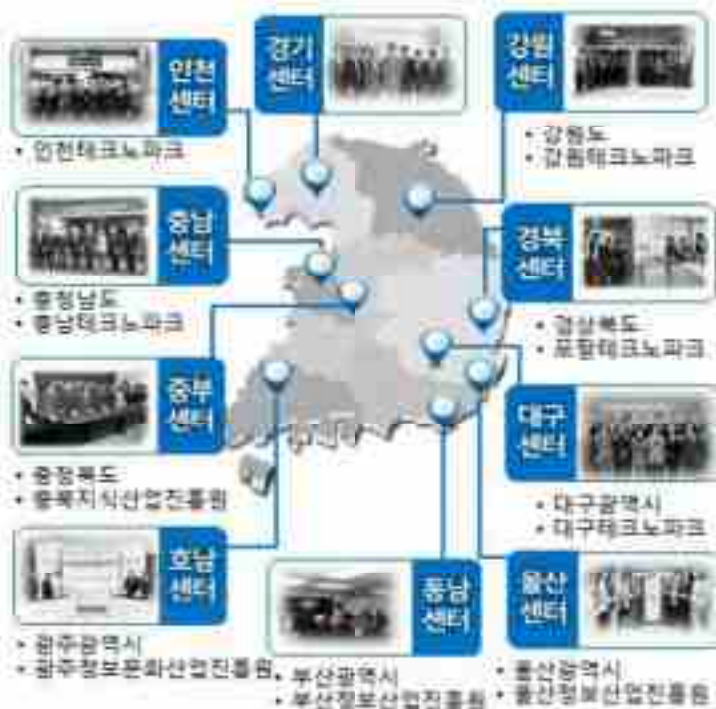 인천
센터
• 인천테크노파크
경기
센터
강원
센터
• 강원도
• 강원테크노파크
충남
센터
• 충청남도
• 충남테크노파크
경북
센터
• 경상북도
• 포항테크노파크
중부
센터
• 충청북도
• 충북지식산업진흥원
대구
센터
• 대구광역시
• 대구테크노파크
호남
센터
• 광주광역시
• 광주정보문화산업진흥원
동남
센터
• 부산광역시
• 부산정보산업진흥원
울산
센터
• 울산광역시
• 울산정보산업진흥원